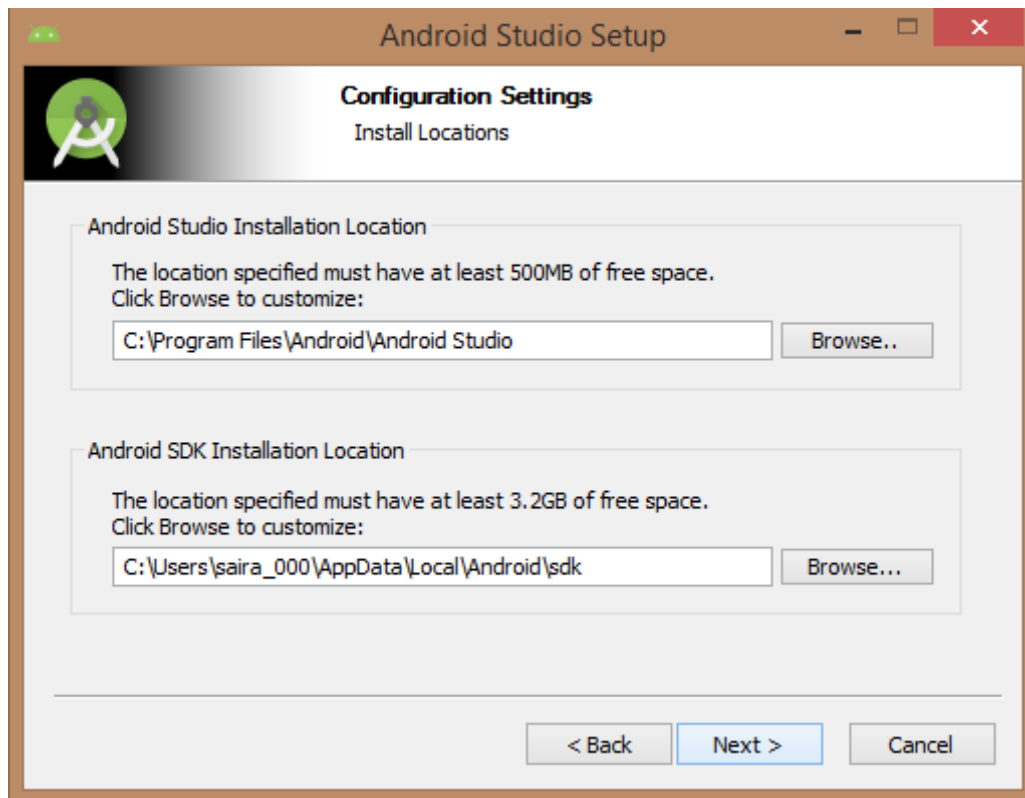 Android Studio Setup
Configuration Settings
Install Locations
Android Studio Installation Location
The location specified must have at least 500MB of free space.
Click Browse to customize:
C:\Program Files\Android\Android Studio
Browse..
Android SDK Installation Location
The location specified must have at least 3.2GB of free space.
Click Browse to customize:
C:\Users\saira_000\AppData\Local\Android\sdk
Browse...
< Back
Next >
Cancel